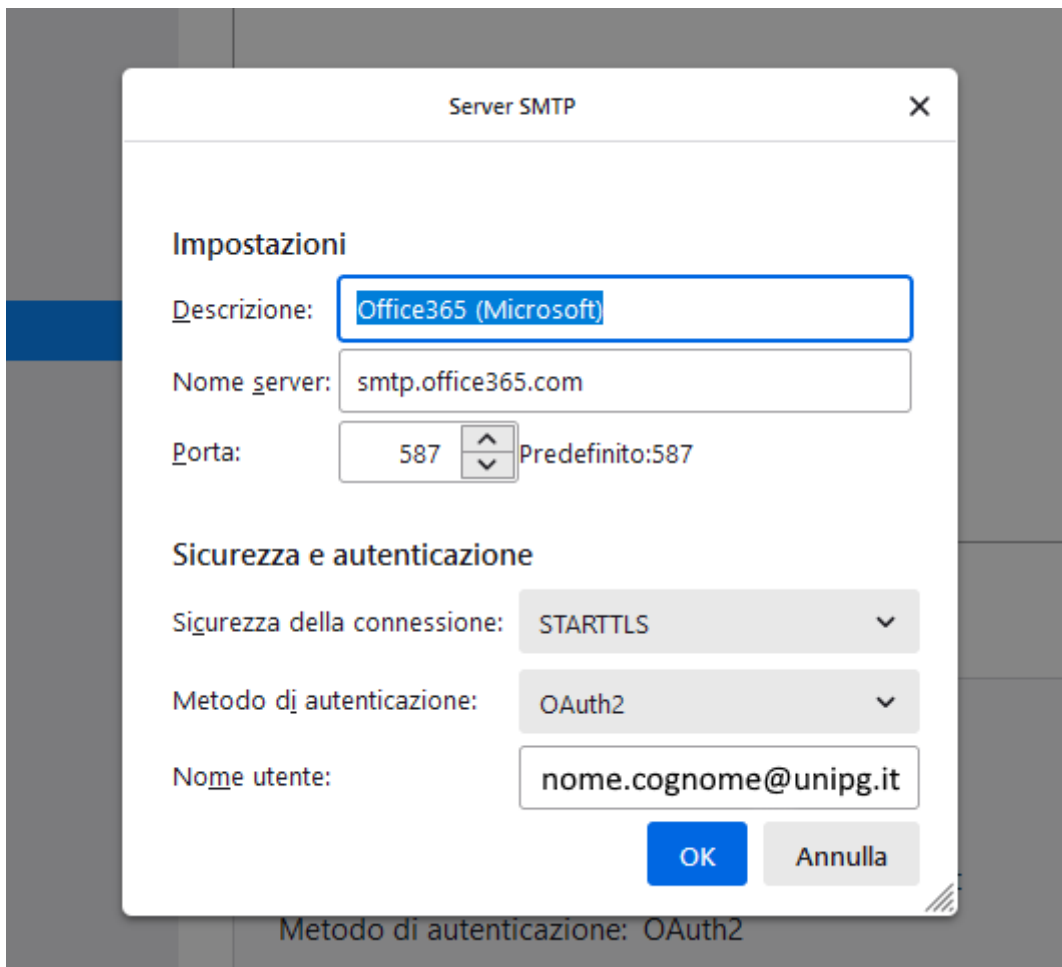 Server SMTP
Impostazioni
Descrizione: Office365 (Microsoft)
Nome server: smtp.office365.com
Porta: 587 Predefinito:587
Sicurezza e autenticazione
Sicurezza della connessione: STARTTLS
Metodo di autenticazione: OAuth2
Nome utente: nome.cognome@unipg.it
OK Annulla
Metodo di autenticazione: OAuth2